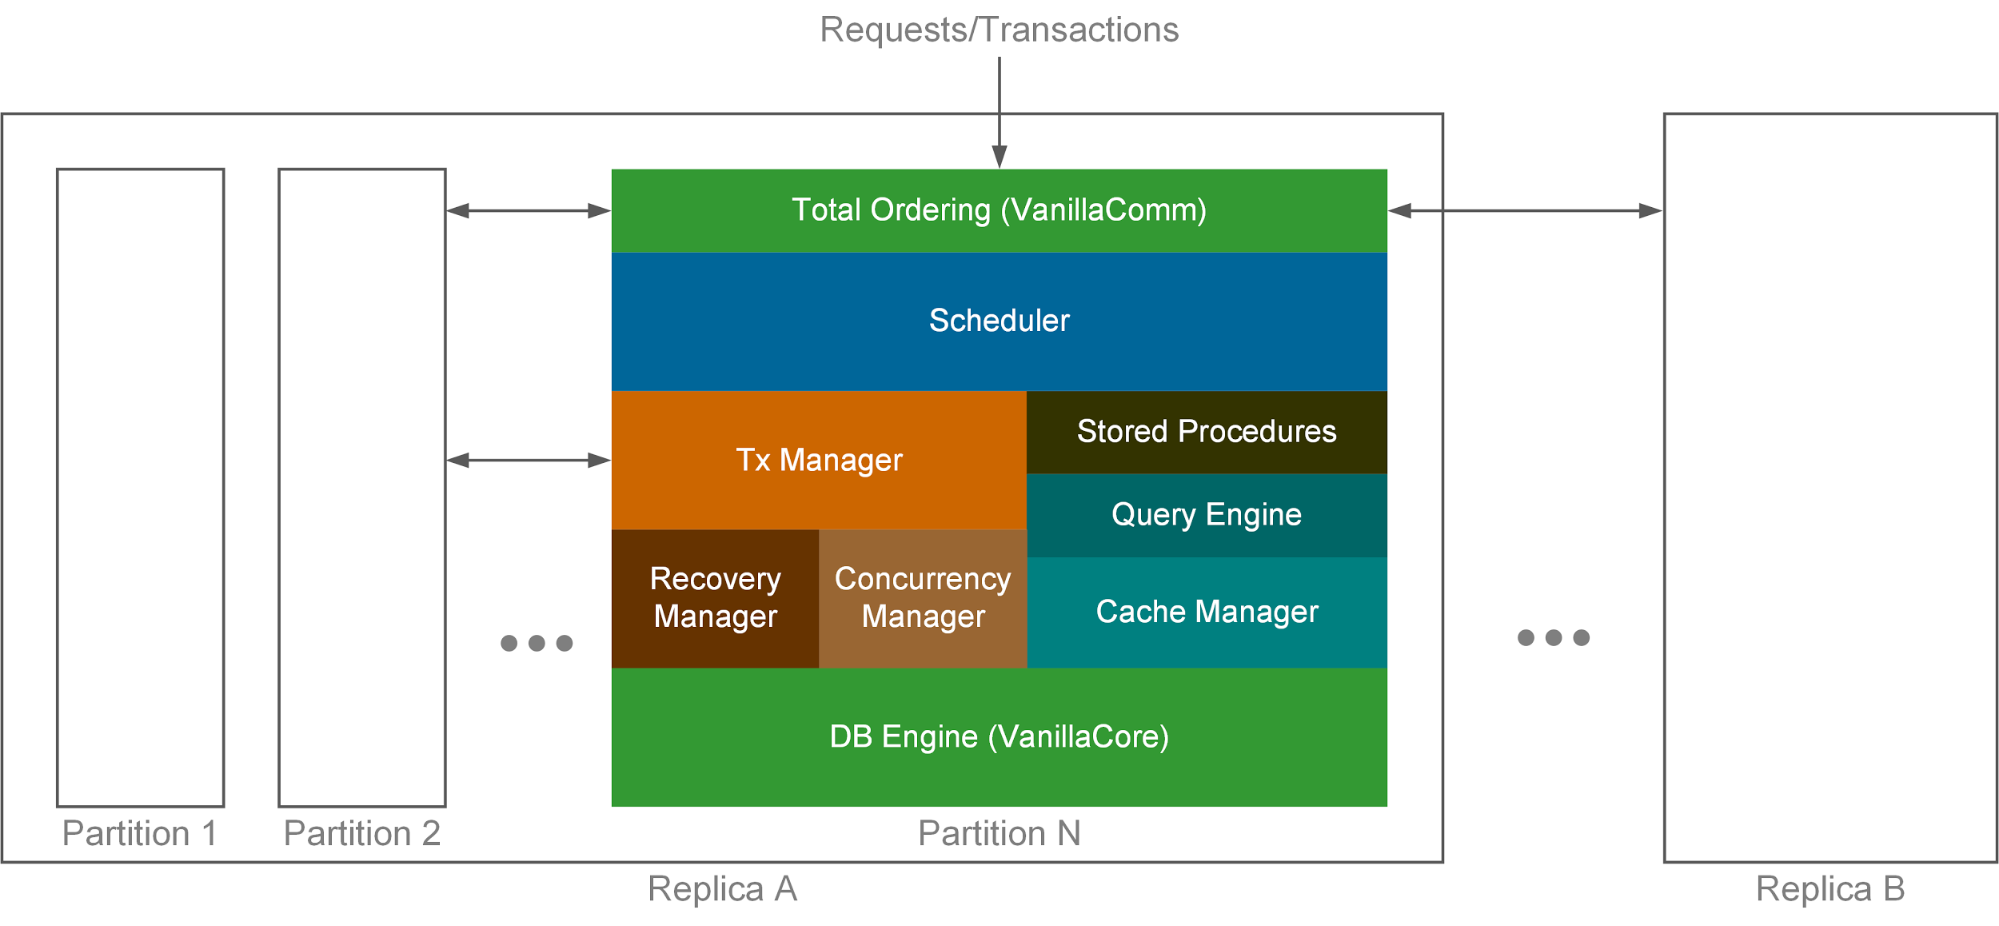 Requests/Transactions
Total Ordering (VanillaComm)
Scheduler
Tx Manager
Stored Procedures
Query Engine
Recovery
Manager
Concurrency
Manager
Cache Manager
DB Engine (VanillaCore)
Partition 1
Partition 2
Partition N
Replica A
Replica B